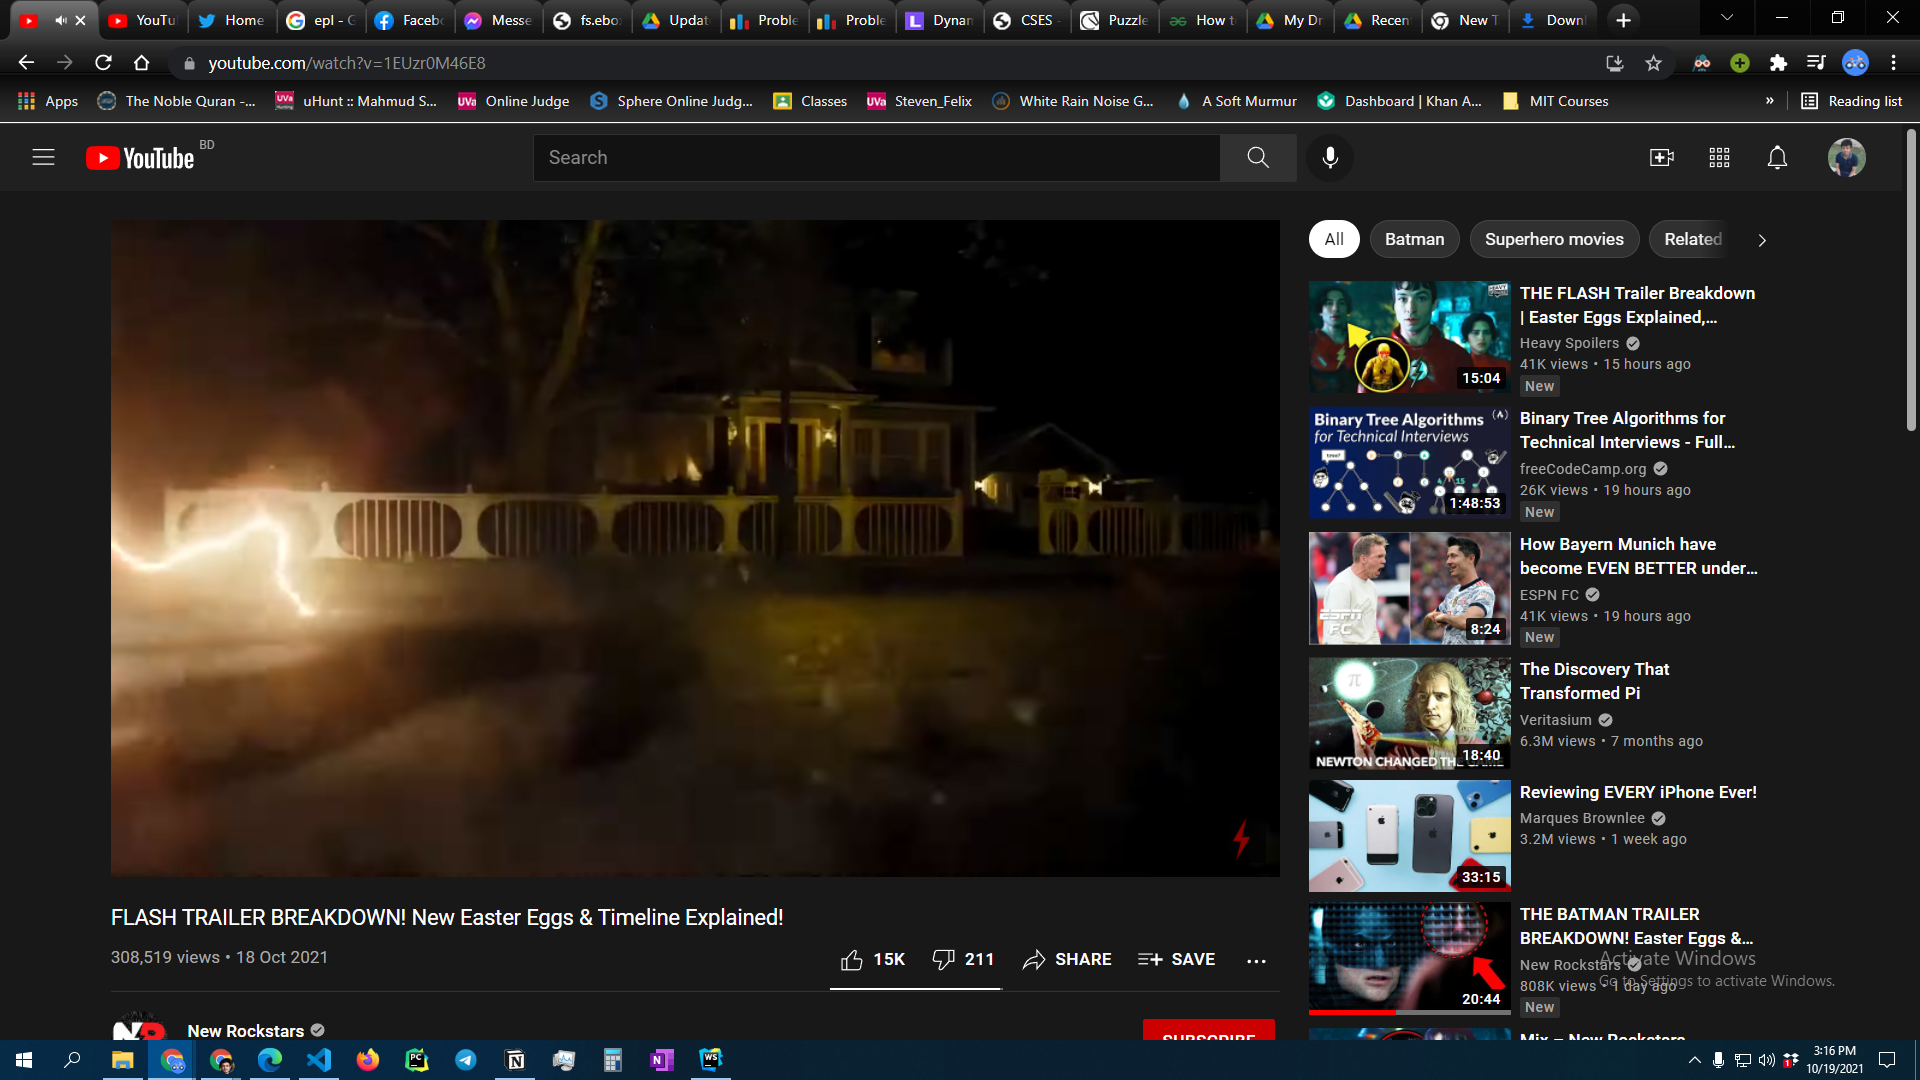 YouTu
Home
epl - G
Faceb
Messe
fs.ebo
Updat
Proble
Proble
Dynan
CSES -
Puzzle
How t
My Dr
Recen
New T
Downl
youtube.com/watch?v=1EUzr0M46E8
Apps
The Noble Quran -...
uHunt :: Mahmud S...
Online Judge
Sphere Online Judg...
Classes
Steven_Felix
White Rain Noise G...
A Soft Murmur
Dashboard | Khan A...
MIT Courses
»
Reading list
YouTube BD
Search
All
Batman
Superhero movies
Related
THE FLASH Trailer Breakdown
| Easter Eggs Explained,...
Heavy Spoilers
41K views • 15 hours ago
New
15:04
Binary Tree Algorithms
for Technical Interviews
1:48:53
Binary Tree Algorithms for
Technical Interviews - Full...
freeCodeCamp.org
26K views • 19 hours ago
New
ESPN
FC
8:24
How Bayern Munich have
become EVEN BETTER under...
ESPN FC
41K views • 19 hours ago
New
π
NEWTON CHANGED THE GAME
18:40
The Discovery That
Transformed Pi
Veritasium
6.3M views • 7 months ago
33:15
Reviewing EVERY iPhone Ever!
Marques Brownlee
3.2M views • 1 week ago
20:44
THE BATMAN TRAILER
BREAKDOWN! Easter Eggs &...
New Rockstars
808K views • 1 day ago
New
Mix – New Rockstars
Activate Windows
Go to Settings to activate Windows.
FLASH TRAILER BREAKDOWN! New Easter Eggs & Timeline Explained!
308,519 views • 18 Oct 2021
15K
211
SHARE
SAVE
New Rockstars
SUBSCRIBE
3:16 PM
10/19/2021